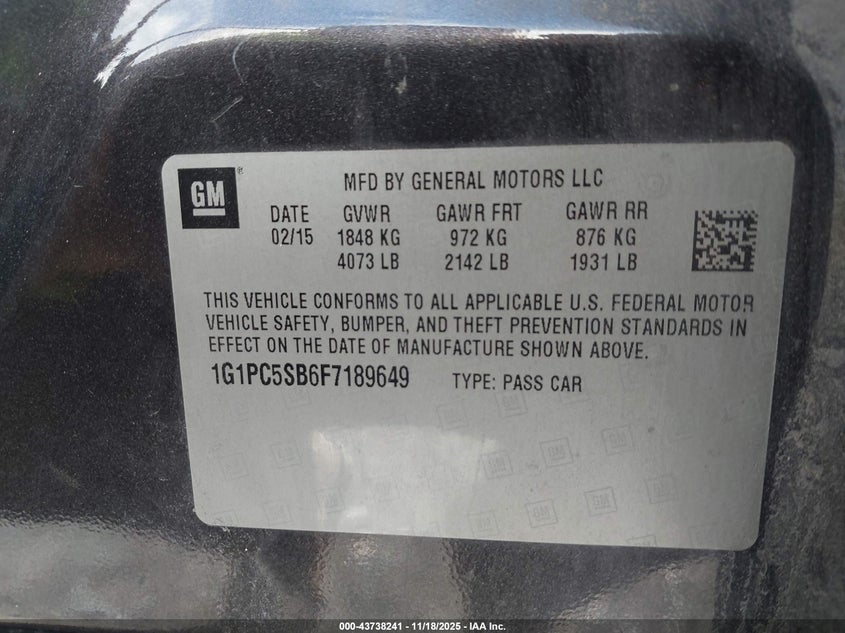 GM
MFD BY GENERAL MOTORS LLC
DATE GVWR GAWR FRT GAWR RR
02/15 1848 KG 972 KG 876 KG
4073 LB 2142 LB 1931 LB
THIS VEHICLE CONFORMS TO ALL APPLICABLE U.S. FEDERAL MOTOR
VEHICLE SAFETY, BUMPER, AND THEFT PREVENTION STANDARDS IN
EFFECT ON THE DATE OF MANUFACTURE SHOWN ABOVE.
1G1PC5SB6F7189649 TYPE: PASS CAR
000-43738241 - 11/18/2025 - IAA Inc.